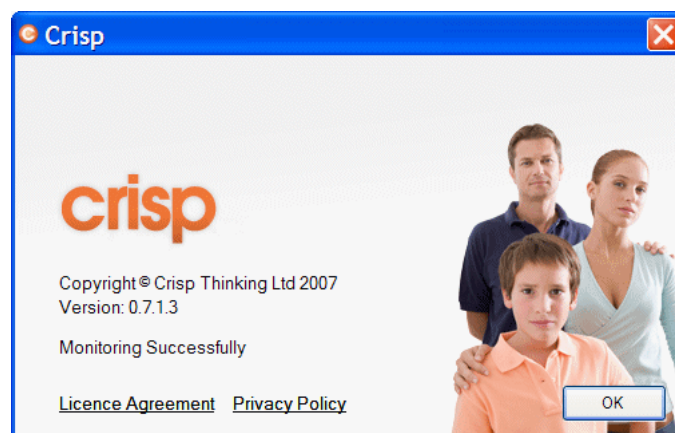 Crisp
crisp
Copyright © Crisp Thinking Ltd 2007
Version: 0.7.1.3
Monitoring Successfully
Licence Agreement Privacy Policy
OK